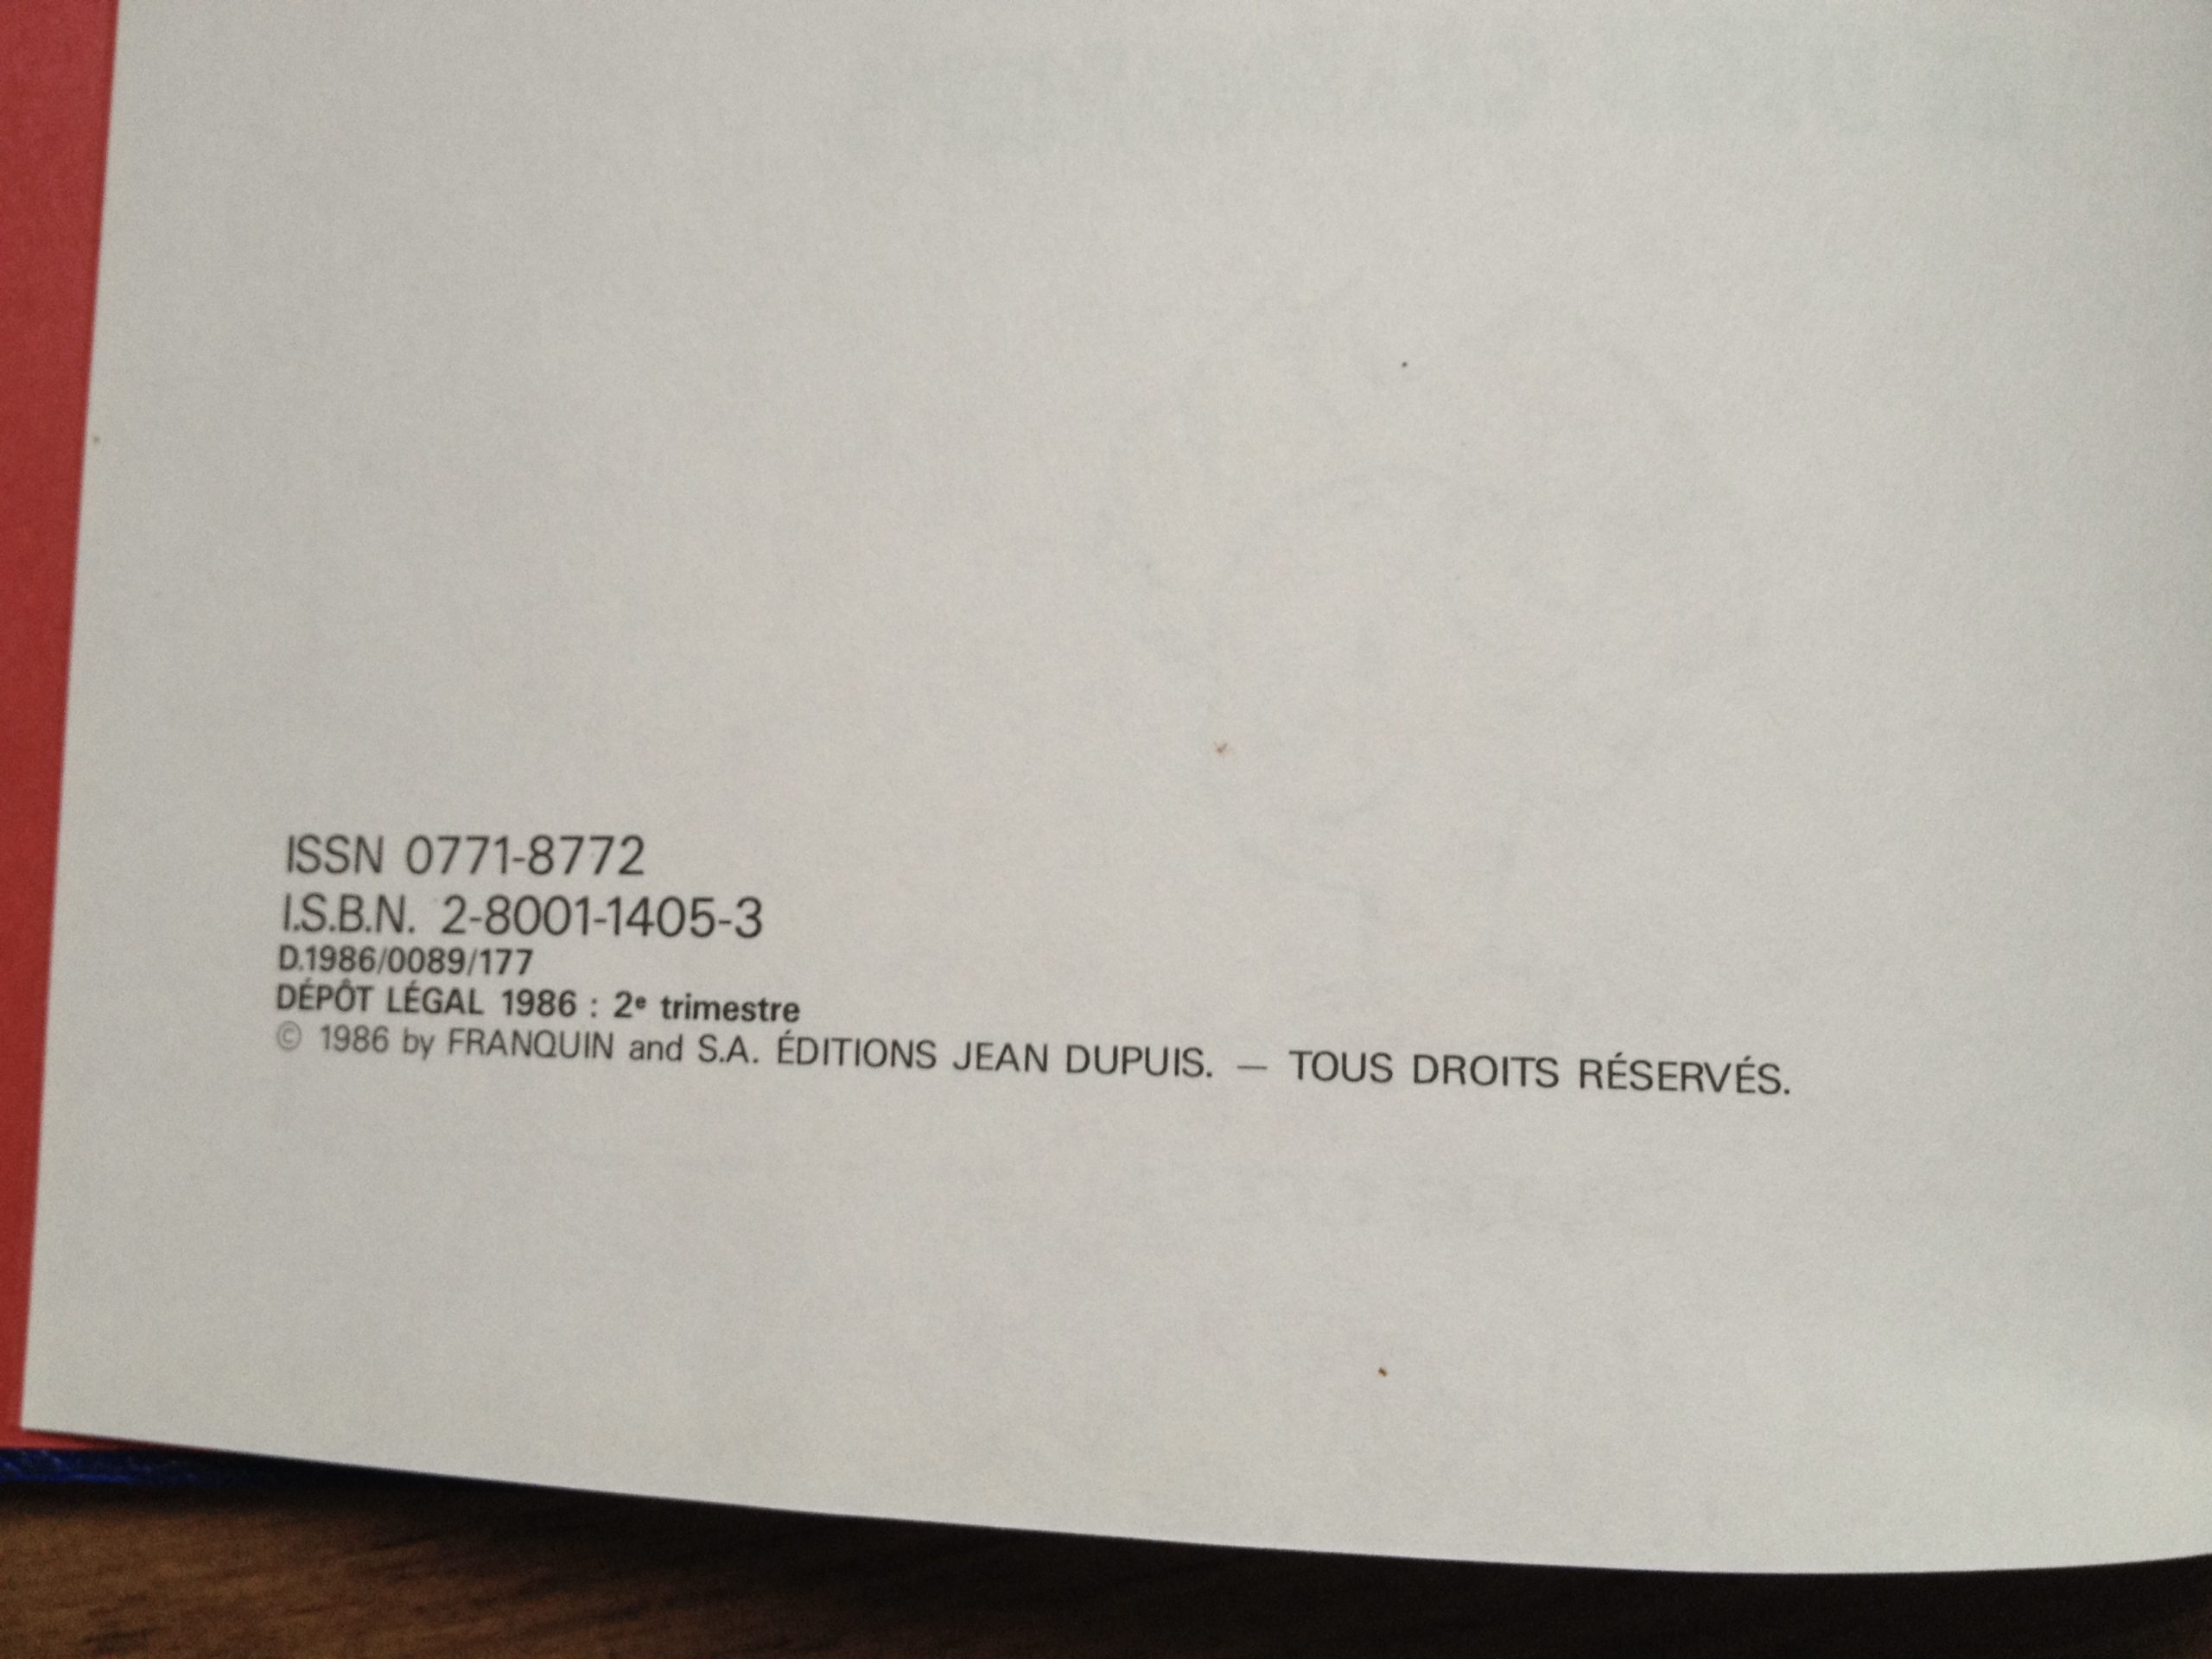 ISSN 0771-8772
I.S.B.N. 2-8001-1405-3
D.1986/0089/177
DÉPÔT LÉGAL 1986 : 2e trimestre
© 1986 by FRANQUIN and S.A. ÉDITIONS JEAN DUPUIS. — TOUS DROITS RÉSERVÉS.